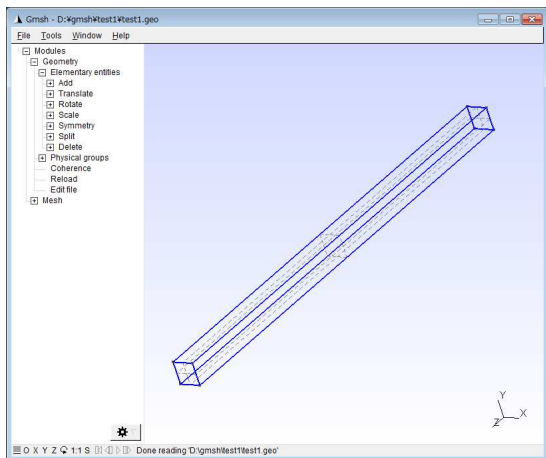 Gmsh - D:¥gmsh¥test1¥test1.geo
File Tools Window Help
Modules
Geometry
Elementary entities
Add
Translate
Rotate
Scale
Symmetry
Split
Delete
Physical groups
Coherence
Reload
Edit file
Mesh
Y
X
Z
O X Y Z 1:1 S Done reading 'D:\gmsh\test1\test1.geo'